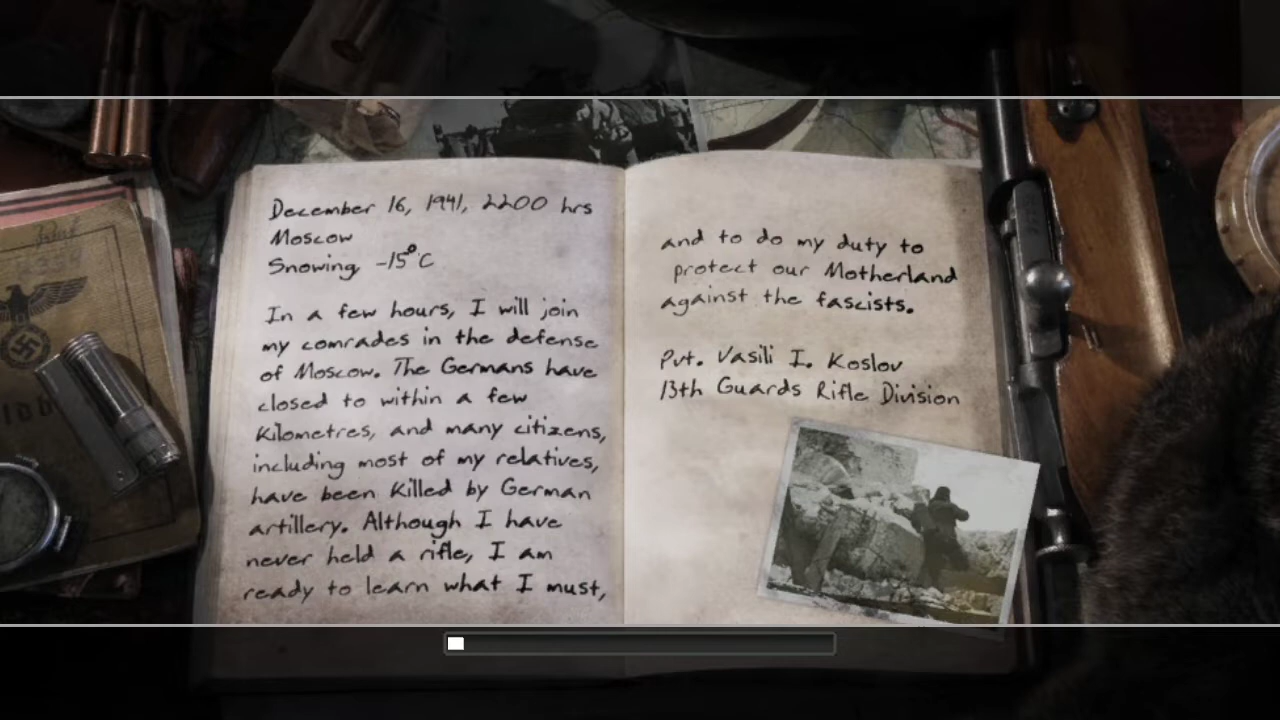 December 16, 1941, 2200 hrs
Moscow
Snowing, -15°C
In a few hours, I will join
my comrades in the defense
of Moscow. The Germans have
closed to within a few
kilometres, and many citizens,
including most of my relatives,
have been killed by German
artillery. Although I have
never held a rifle, I am
ready to learn what I must,
and to do my duty to
protect our Motherland
against the fascists.
Pvt. Vasili I. Koslov
13th Guards Rifle Division